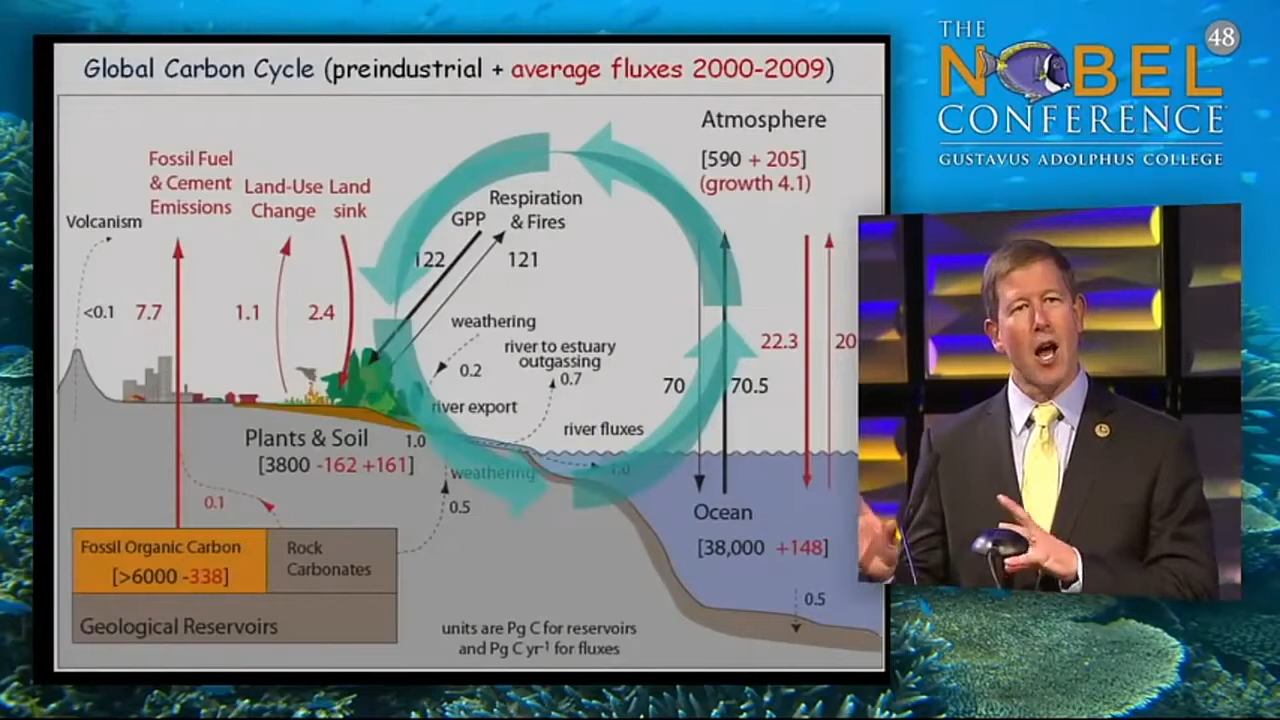 Global Carbon Cycle (preindustrial + average fluxes 2000-2009)
THE
NOBEL
CONFERENCE
GUSTAVUS ADOLPHUS COLLEGE
48
Atmosphere
[590 + 205]
(growth 4.1)
Fossil Fuel
& Cement
Emissions
Land-Use
Change
Land
sink
Respiration
& Fires
GPP
Volcanism
122
121
<0.1
7.7
1.1
2.4
weathering
0.2
river to estuary
outgassing
0.7
22.3
20
70
70.5
river export
1.0
river fluxes
1.0
Plants & Soil
[3800 -162 +161]
weathering
0.5
0.1
Ocean
[38,000 +148]
Fossil Organic Carbon
[>6000 -338]
Rock
Carbonates
Geological Reservoirs
0.5
units are Pg C for reservoirs
and Pg C yr-1 for fluxes